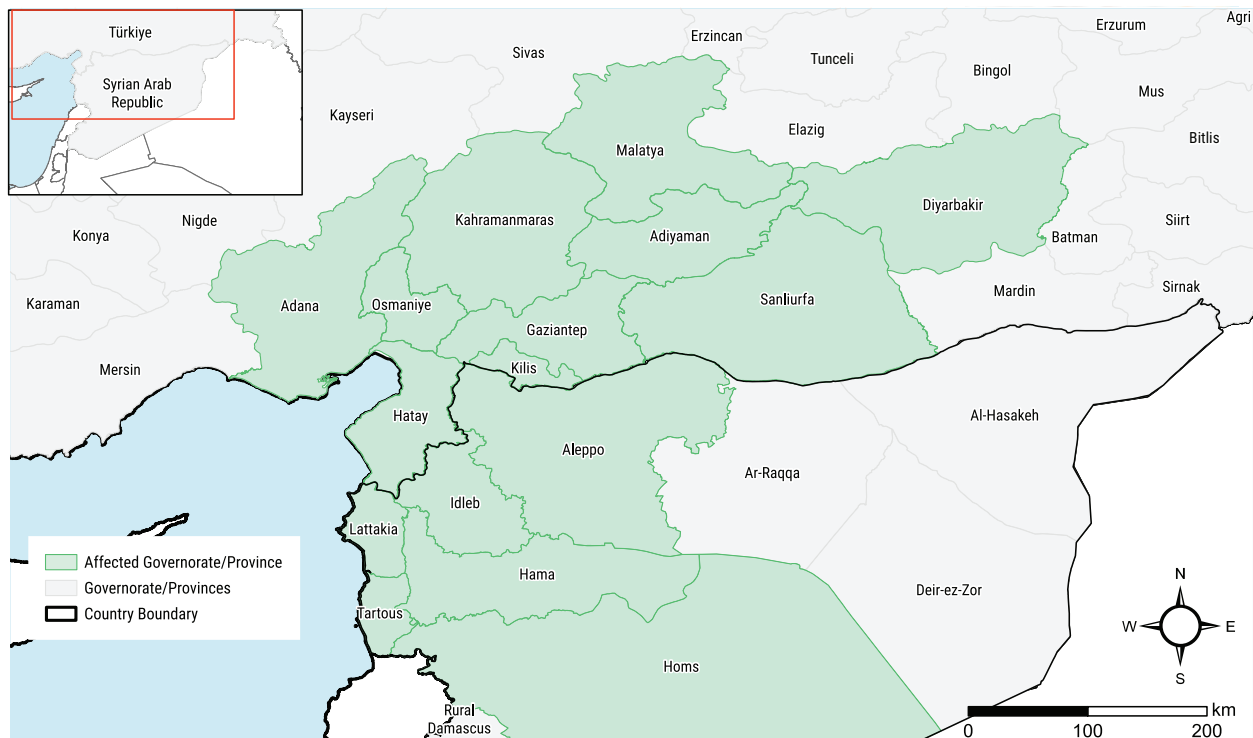 Türkiye
Syrian Arab
Republic
Erzincan
Erzurum
Agri
Sivas
Tunceli
Bingol
Mus
Kayseri
Elazig
Bitlis
Malatya
Diyarbakir
Nigde
Kahramanmaras
Adiyaman
Siirt
Konya
Batman
Karaman
Adana
Osmaniye
Sanliurfa
Mardin
Sirnak
Gaziantep
Mersin
Kilis
Hatay
Al-Hasakeh
Aleppo
Ar-Raqqa
Idleb
Lattakia
Hama
Deir-ez-Zor
Tartous
Homs
Rural
Damascus
Affected Governorate/Province
Governorate/Provinces
Country Boundary
N
W
E
S
km
0
100
200